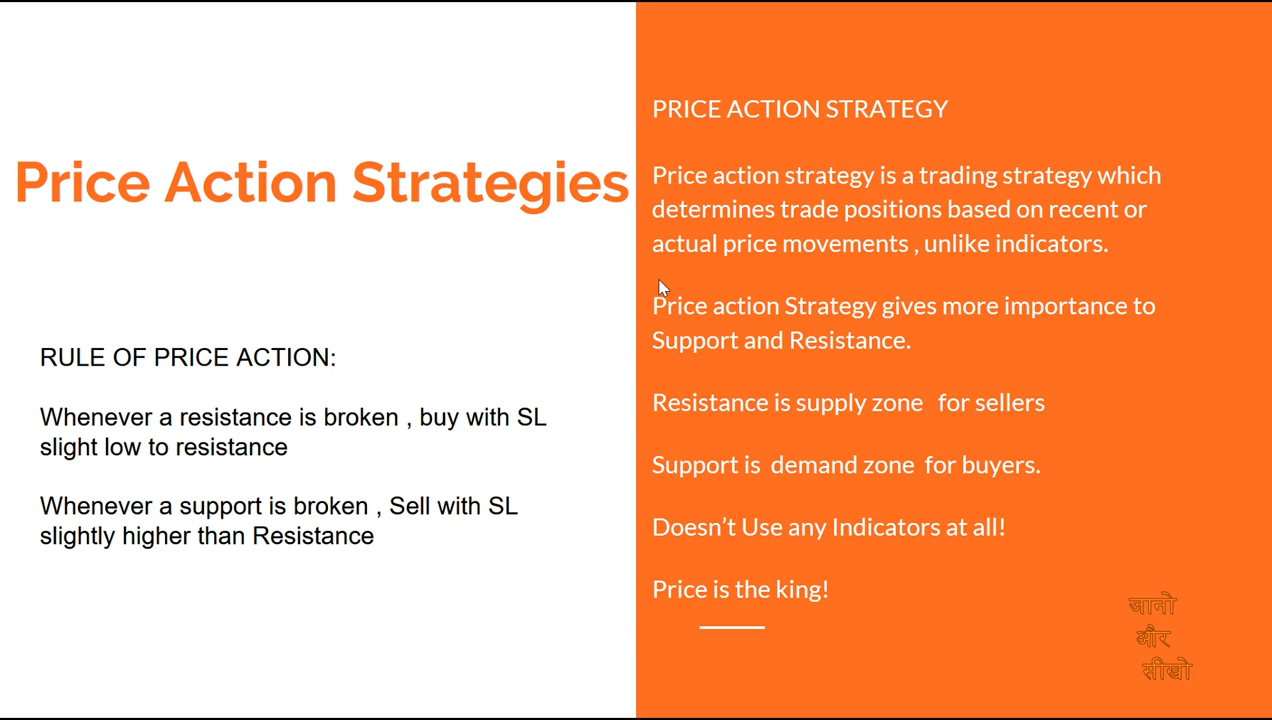 Price Action Strategies
RULE OF PRICE ACTION:
Whenever a resistance is broken , buy with SL
slight low to resistance
Whenever a support is broken , Sell with SL
slightly higher than Resistance
PRICE ACTION STRATEGY
Price action strategy is a trading strategy which
determines trade positions based on recent or
actual price movements , unlike indicators.
Price action Strategy gives more importance to
Support and Resistance.
Resistance is supply zone  for sellers
Support is  demand zone  for buyers.
Doesn’t Use any Indicators at all!
Price is the king!
जानो
और
सीखो